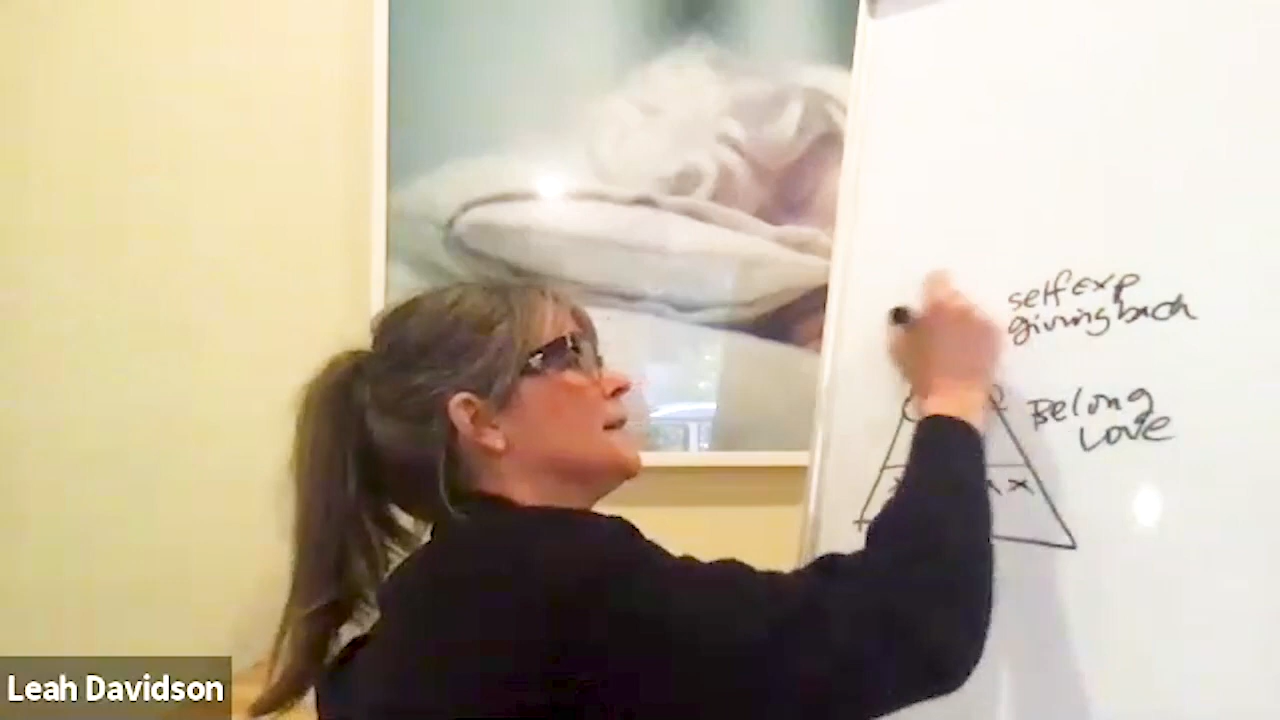 self exp
giving back
Belong
Love
x x
Leah Davidson